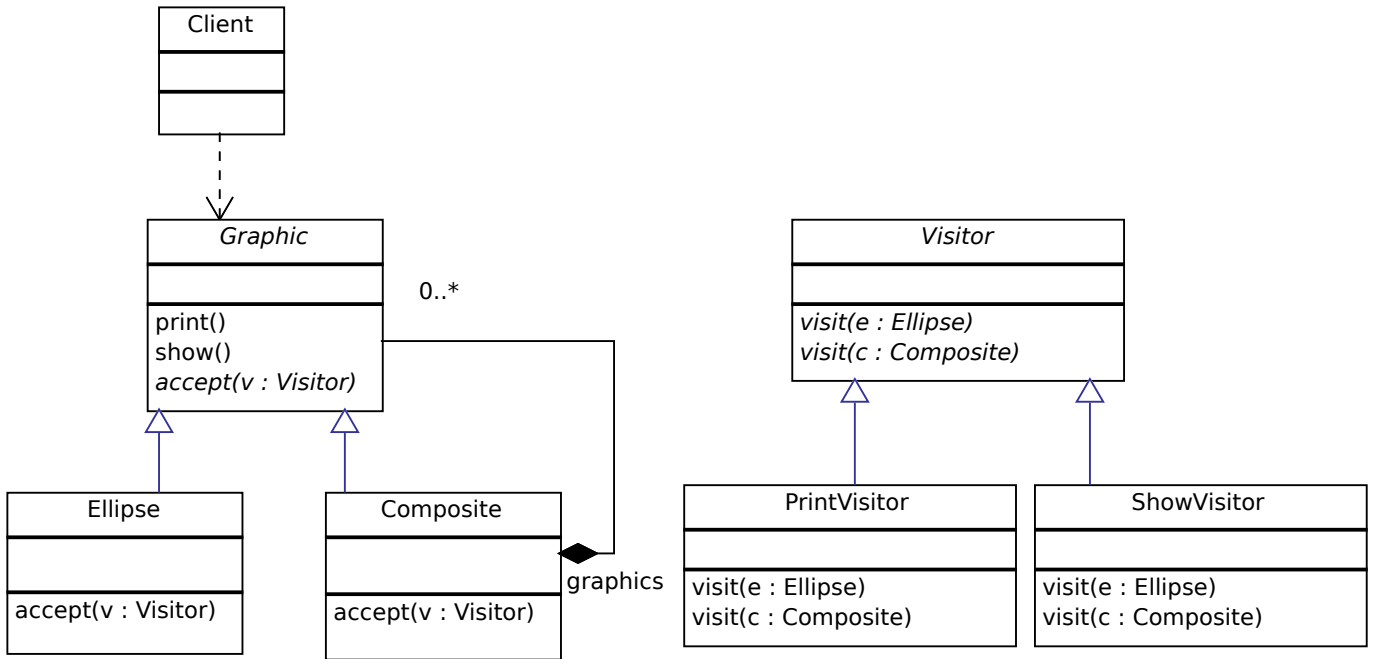 Client
Graphic
0..*
print()
show()
accept(v : Visitor)
Visitor
visit(e : Ellipse)
visit(c : Composite)
Ellipse
accept(v : Visitor)
Composite
graphics
accept(v : Visitor)
PrintVisitor
visit(e : Ellipse)
visit(c : Composite)
ShowVisitor
visit(e : Ellipse)
visit(c : Composite)